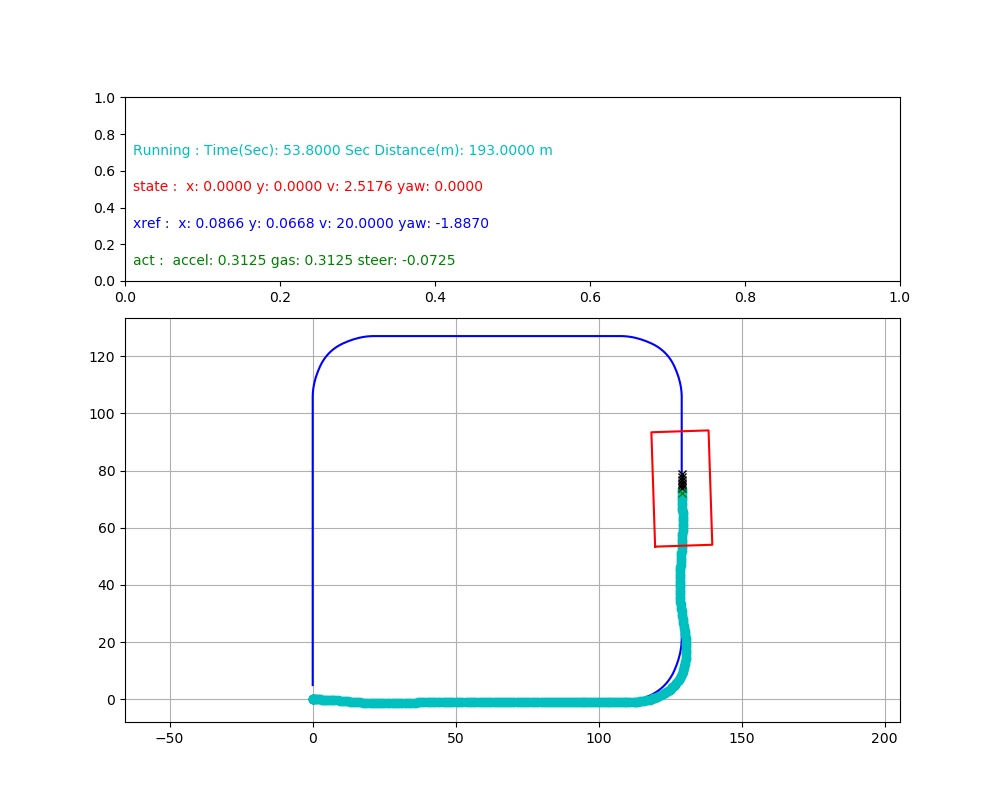 1.0
0.8
Running : Time(Sec): 53.8000 Sec Distance(m): 193.0000 m
0.6
state :  x: 0.0000 y: 0.0000 v: 2.5176 yaw: 0.0000
0.4
xref :  x: 0.0866 y: 0.0668 v: 20.0000 yaw: -1.8870
0.2
act :  accel: 0.3125 gas: 0.3125 steer: -0.0725
0.0
0.0 0.2 0.4 0.6 0.8 1.0
120
100
80
60
40
20
0
−50 0 50 100 150 200